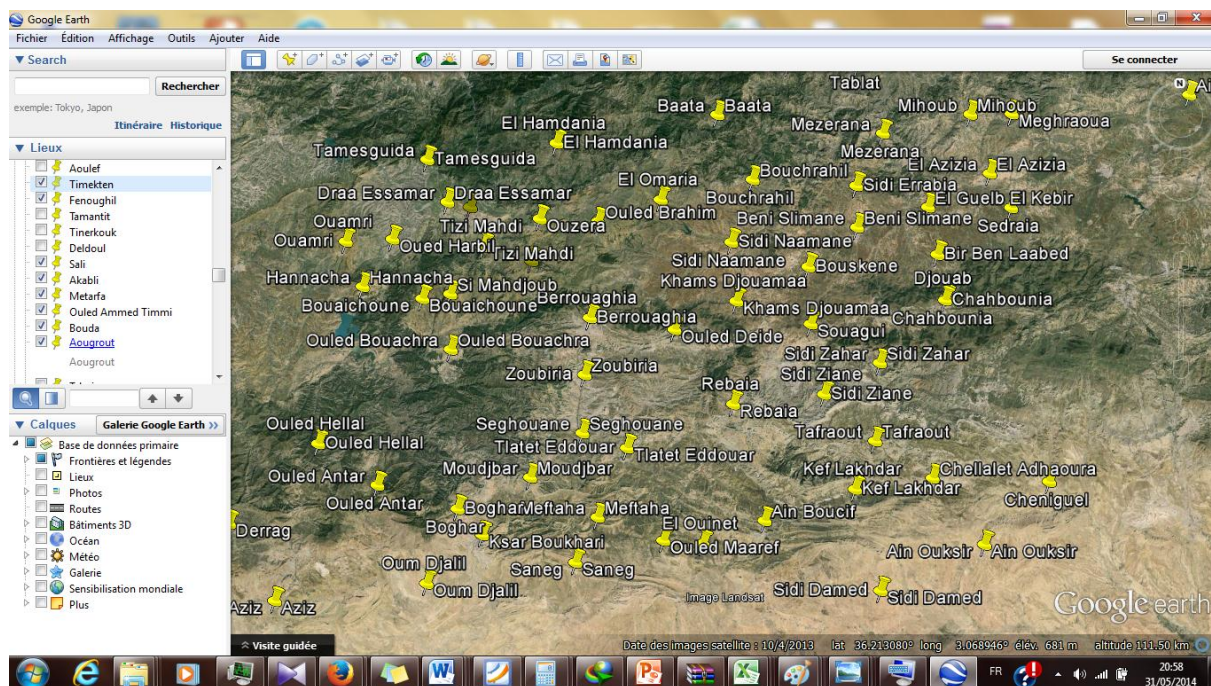 Google Earth
Fichier Édition Affichage Outils Ajouter Aide
Search
Se connecter
Rechercher
exemple: Tokyo, Japon
Itinéraire Historique
Lieux
Aoulef
Timekten
Fenoughil
Tamantit
Tinerkouk
Deldoul
Sali
Akabli
Metarfa
Ouled Ammed Timmi
Bouda
Aougrout
Aougrout
Calques
Galerie Google Earth »
Base de données primaire
Frontières et légendes
Lieux
Photos
Routes
Bâtiments 3D
Océan
Météo
Galerie
Sensibilisation mondiale
Plus
Tablat
N
Baata Baata
Mihoub Mihoub
Meghraoua
El Hamdania
El Hamdania
Mezerana
Mezerana
Tamesguida
Tamesguida
El Azizia El Azizia
Bouchrahil
Bouchrahil
El Omaria
Sidi Errabia
Draa Essamar Draa Essamar
El Guelb El Kebir
Ouled Brahim
Beni Slimane Beni Slimane
Sedraia
Ouamri
Ouamri
Tizi Mahdi
Ouzera
Oued Harbil
Tizi Mahdi
Sidi Naamane
Sidi Naamane
Bir Ben Laabed
Bouskene
Hannacha Hannacha
Si Mahdjoub
Khams Djouamaa
Djouab
Bouaichoune Bouaichoune
Berrouaghia
Berrouaghia
Khams Djouamaa
Chahbounia
Chahbounia
Souagui
Ouled Deide
Ouled Bouachra Ouled Bouachra
Sidi Zahar Sidi Zahar
Zoubiria Zoubiria
Sidi Ziane
Sidi Ziane
Rebaia
Rebaia
Ouled Hellal
Ouled Hellal
Seghouane Seghouane
Tafraout Tafraout
Tlatet Eddouar
Tlatet Eddouar
Moudjbar Moudjbar
Kef Lakhdar
Kef Lakhdar
Chellalet Adhaoura
Cheniguel
Ouled Antar
Ouled Antar
Boghar
Boghar
Meftaha Meftaha
Ain Boucif
Derrag
Ksar Boukhari
El Ouinet
Ouled Maaref
Ain Ouksir Ain Ouksir
Oum Djalil
Oum Djalil
Saneg Saneg
Sidi Damed Sidi Damed
Aziz Aziz
Image Landsat
Google earth
Visite guidée
Date des images satellite : 10/4/2013 lat 36.213080° long 3.068946° élév. 681 m altitude 111.50 km
FR
20:58
31/05/2014